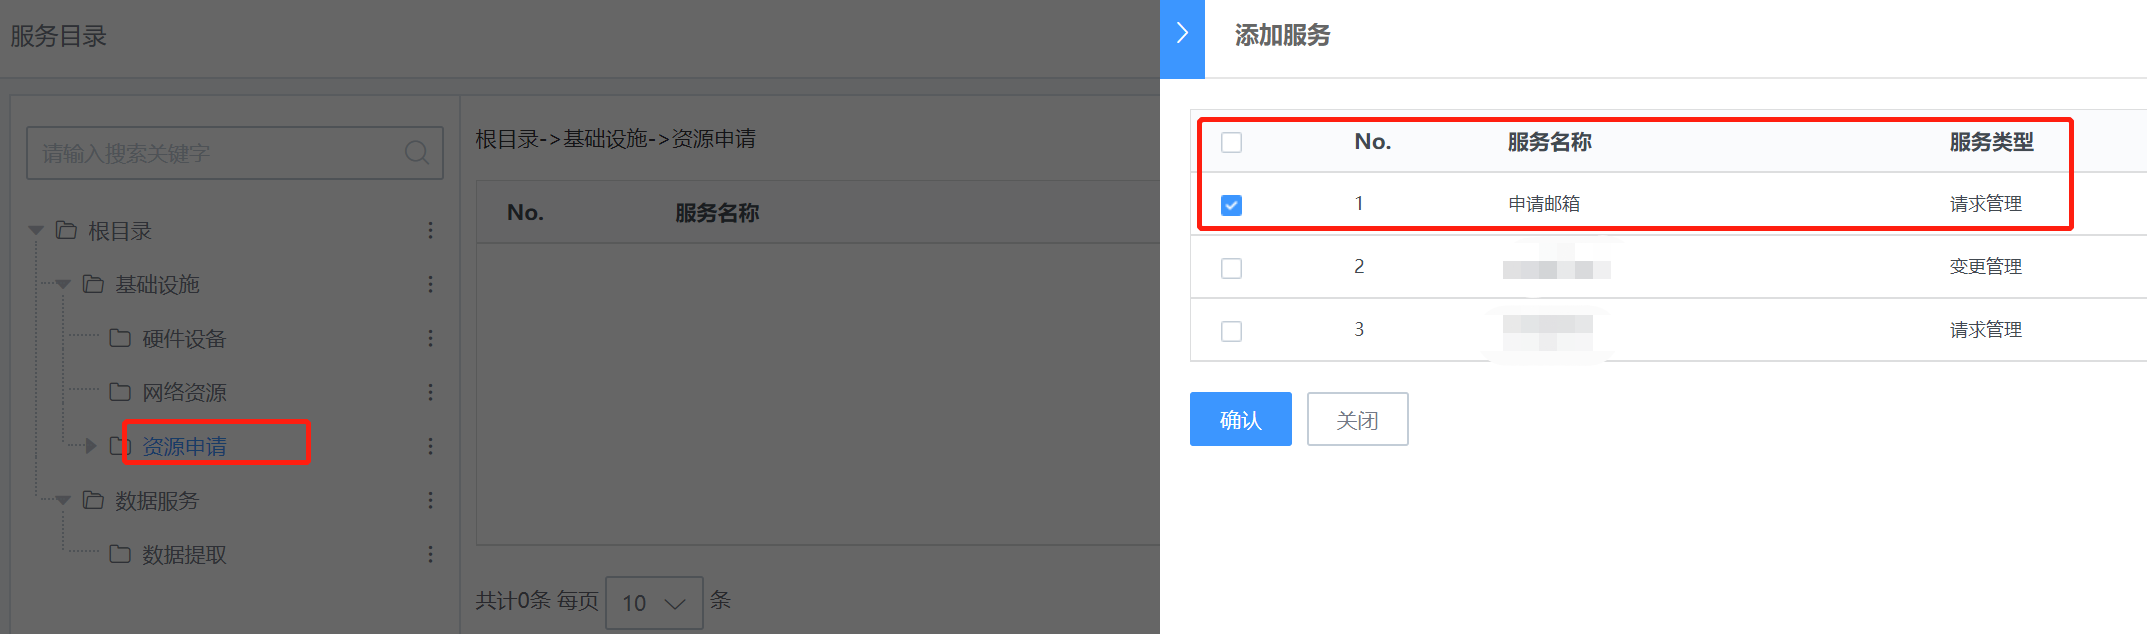 服务目录
请输入搜索关键字
根目录
基础设施
硬件设备
网络资源
资源申请
数据服务
数据提取
根目录->基础设施->资源申请
No. 服务名称
共计0条 每页 10 条
添加服务
No. 服务名称 服务类型
1 申请邮箱 请求管理
2 变更管理
3 请求管理
确认 关闭